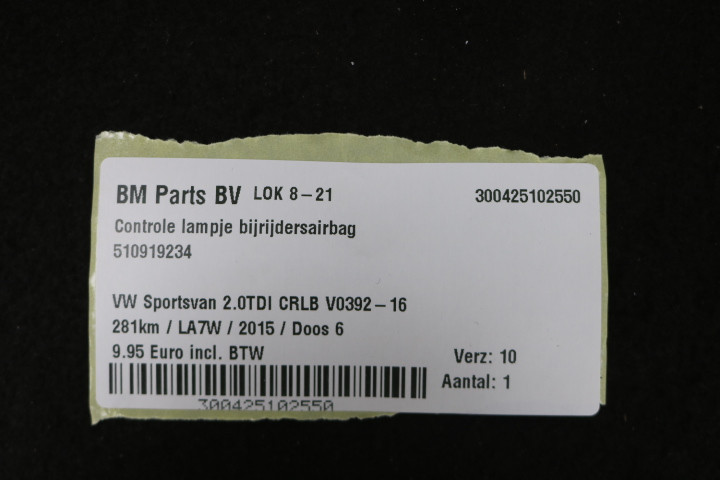 BM Parts BV LOK 8-21 300425102550
Controle lampje bijrijdersairbag
510919234
VW Sportsvan 2.0TDI CRLB V0392-16
281km / LA7W / 2015 / Doos 6
9.95 Euro incl. BTW Verz: 10
Aantal: 1
300425102550